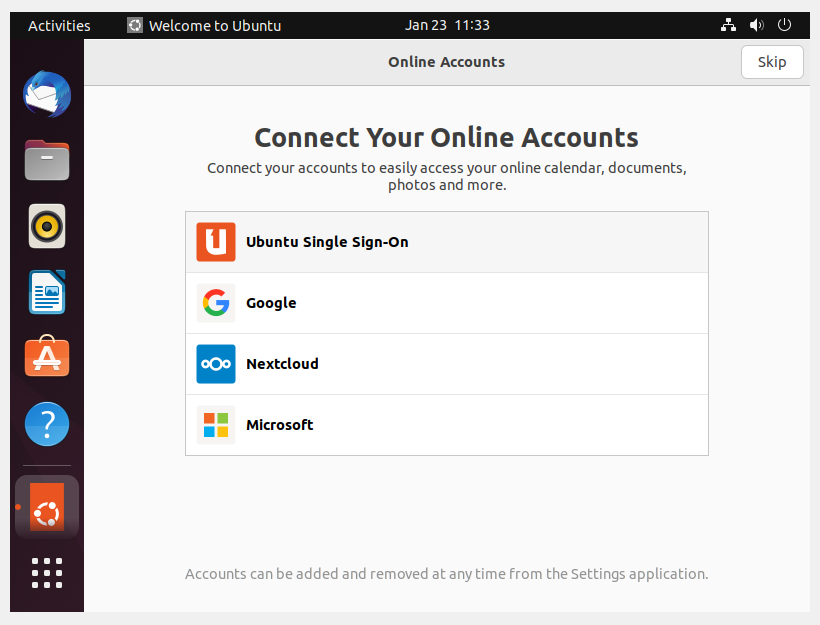 Activities
Welcome to Ubuntu
Jan 23 11:33
Online Accounts
Skip
Connect Your Online Accounts
Connect your accounts to easily access your online calendar, documents,
photos and more.
Ubuntu Single Sign-On
Google
Nextcloud
Microsoft
Accounts can be added and removed at any time from the Settings application.